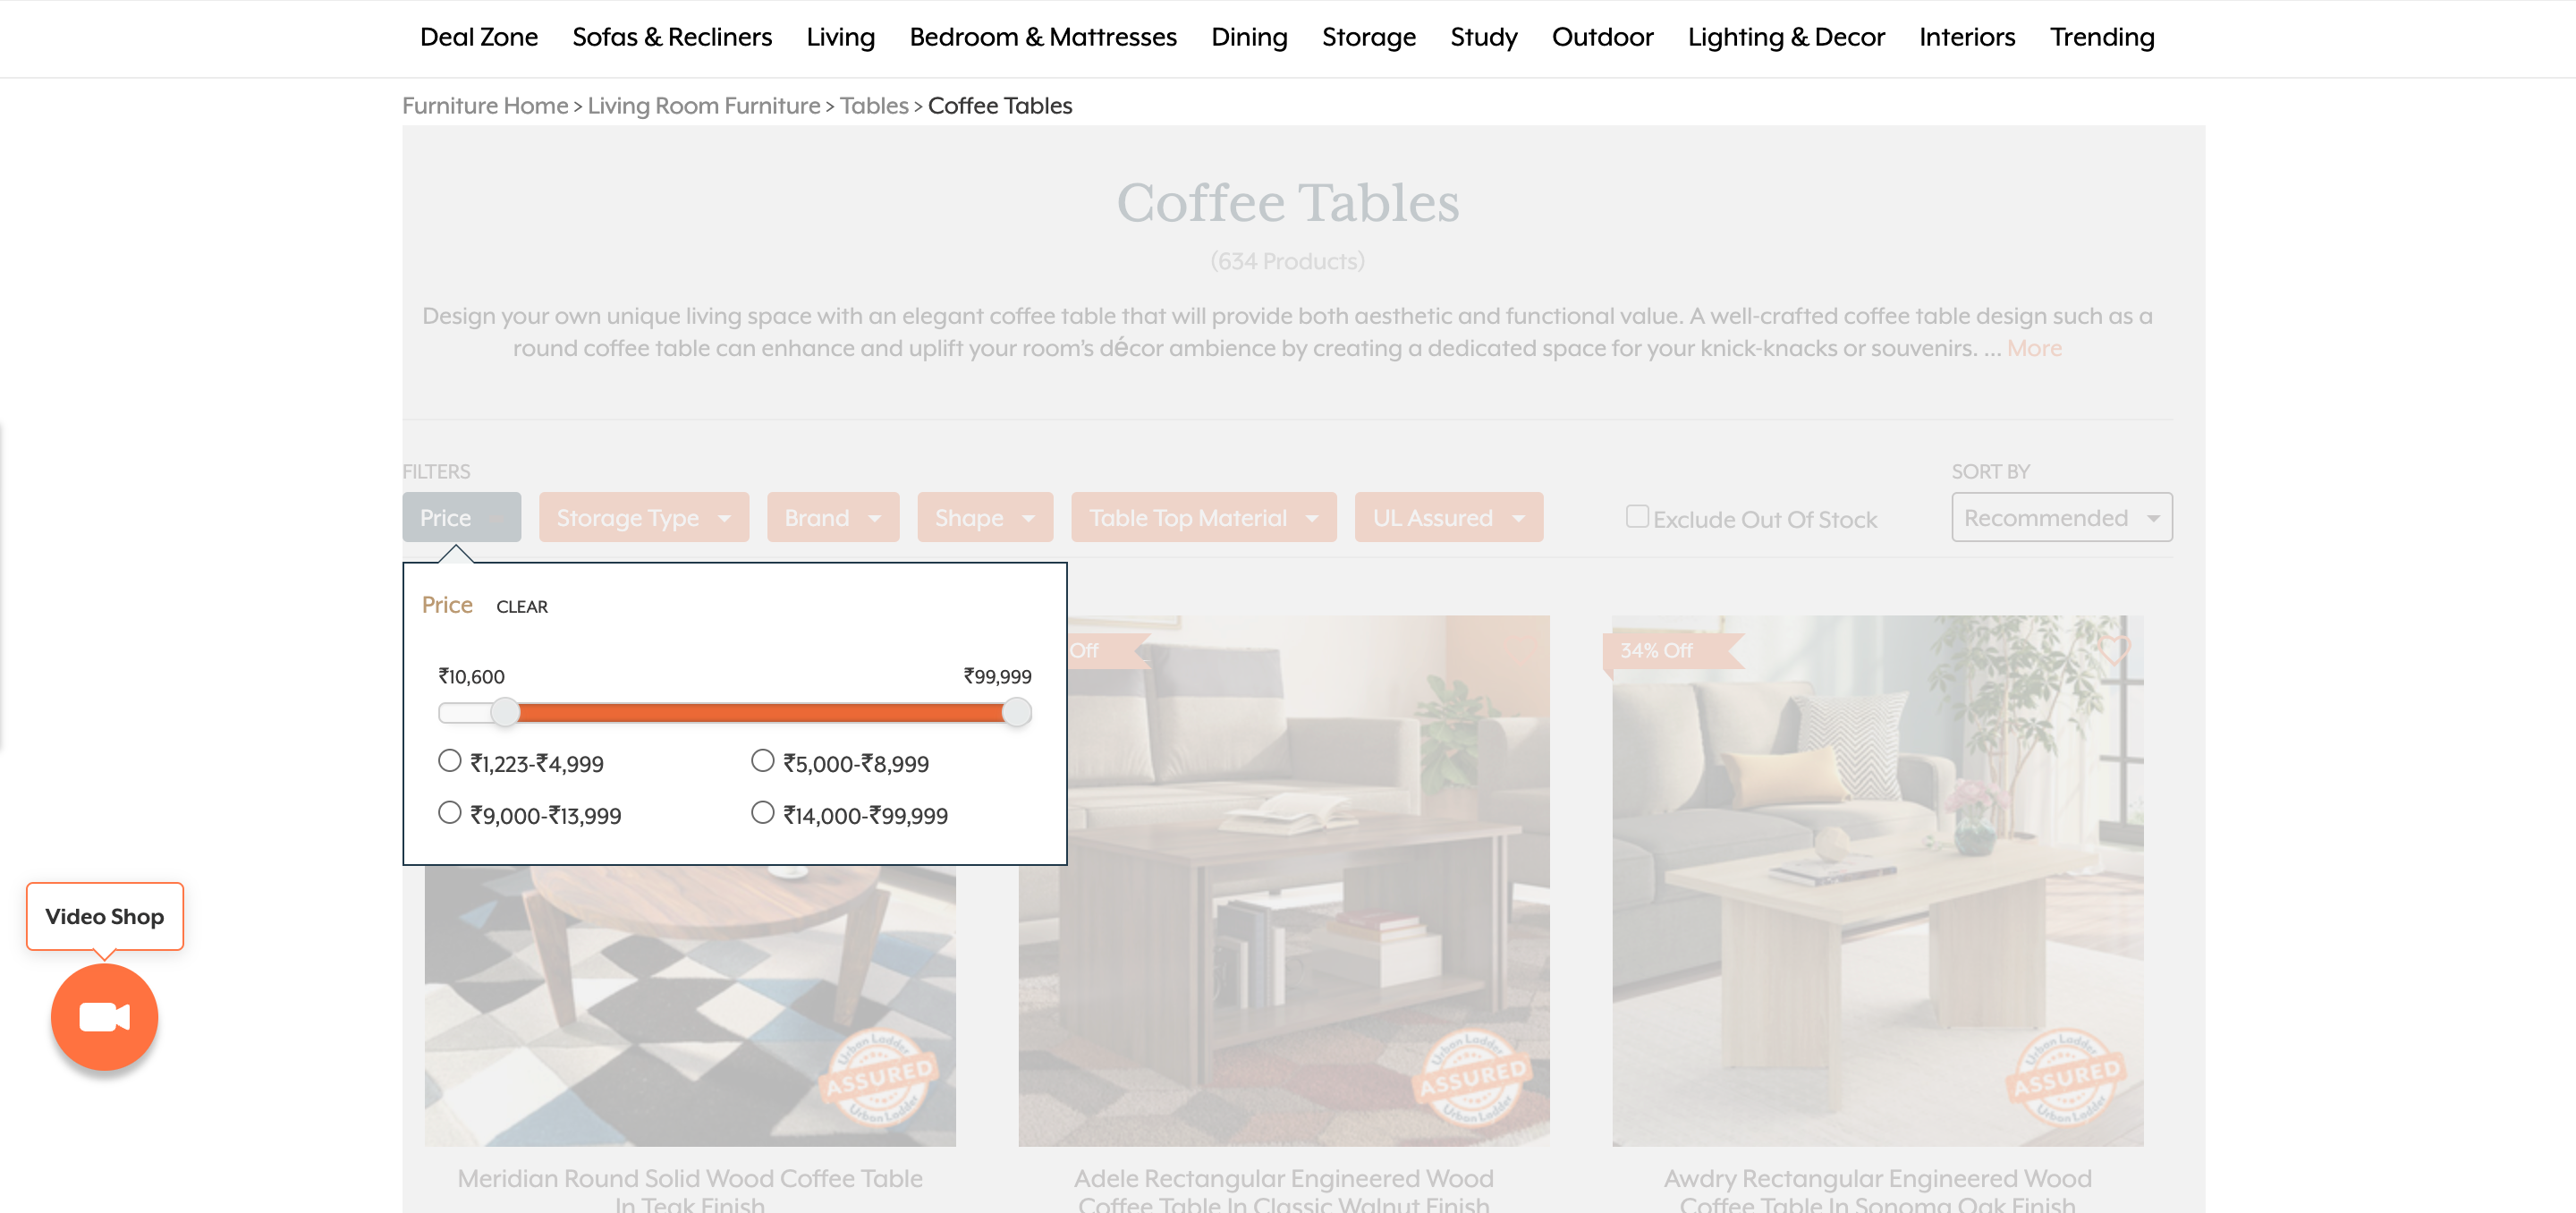 Deal Zone Sofas & Recliners Living Bedroom & Mattresses Dining Storage Study Outdoor Lighting & Decor Interiors Trending
Furniture Home > Living Room Furniture > Tables > Coffee Tables
Coffee Tables
(634 Products)
Design your own unique living space with an elegant coffee table that will provide both aesthetic and functional value. A well-crafted coffee table design such as a
round coffee table can enhance and uplift your room's décor ambience by creating a dedicated space for your knick-knacks or souvenirs. ... More
FILTERS
SORT BY
Price Storage Type Brand Shape Table Top Material UL Assured Exclude Out Of Stock Recommended
Price CLEAR
₹10,600 ₹99,999
₹1,223-₹4,999 ₹5,000-₹8,999
₹9,000-₹13,999 ₹14,000-₹99,999
Off
34% Off
Video Shop
Urban Ladder
ASSURED
Urban Ladder
Urban Ladder
ASSURED
Urban Ladder
Urban Ladder
ASSURED
Urban Ladder
Meridian Round Solid Wood Coffee Table
In Teak Finish
Adele Rectangular Engineered Wood
Coffee Table In Classic Walnut Finish
Awdry Rectangular Engineered Wood
Coffee Table In Sonoma Oak Finish